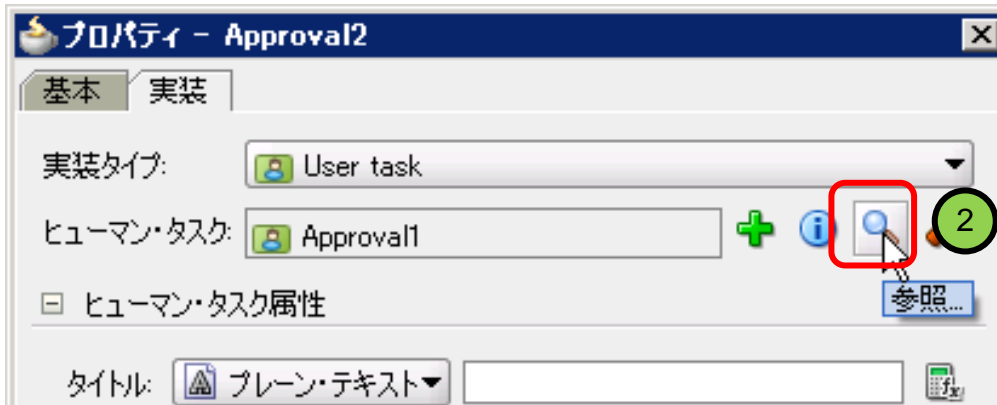 プロパティ - Approval2
基本 実装
実装タイプ: User task
ヒューマン・タスク: Approval1 2
参照...
ヒューマン・タスク属性
タイトル: プレーン・テキスト fx